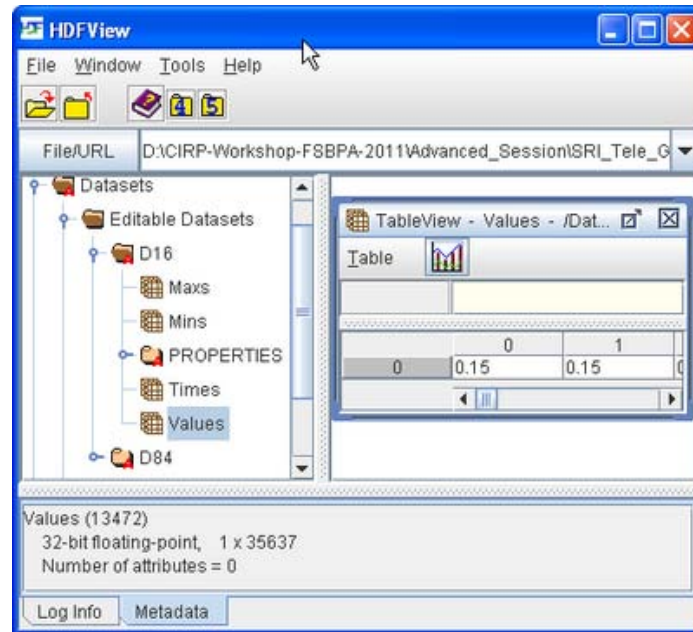 HDFView
File Window Tools Help
4 5
File/URL D:\CIRP-Workshop-FSBPA-2011\Advanced_Session\SRI_Tele_G
Datasets
Editable Datasets
D16
Maxs
Mins
PROPERTIES
Times
Values
D84
TableView - Values - /Dat...
Table
0 1
0 0.15 0.15
Values (13472)
32-bit floating-point, 1 x 35637
Number of attributes = 0
Log Info Metadata